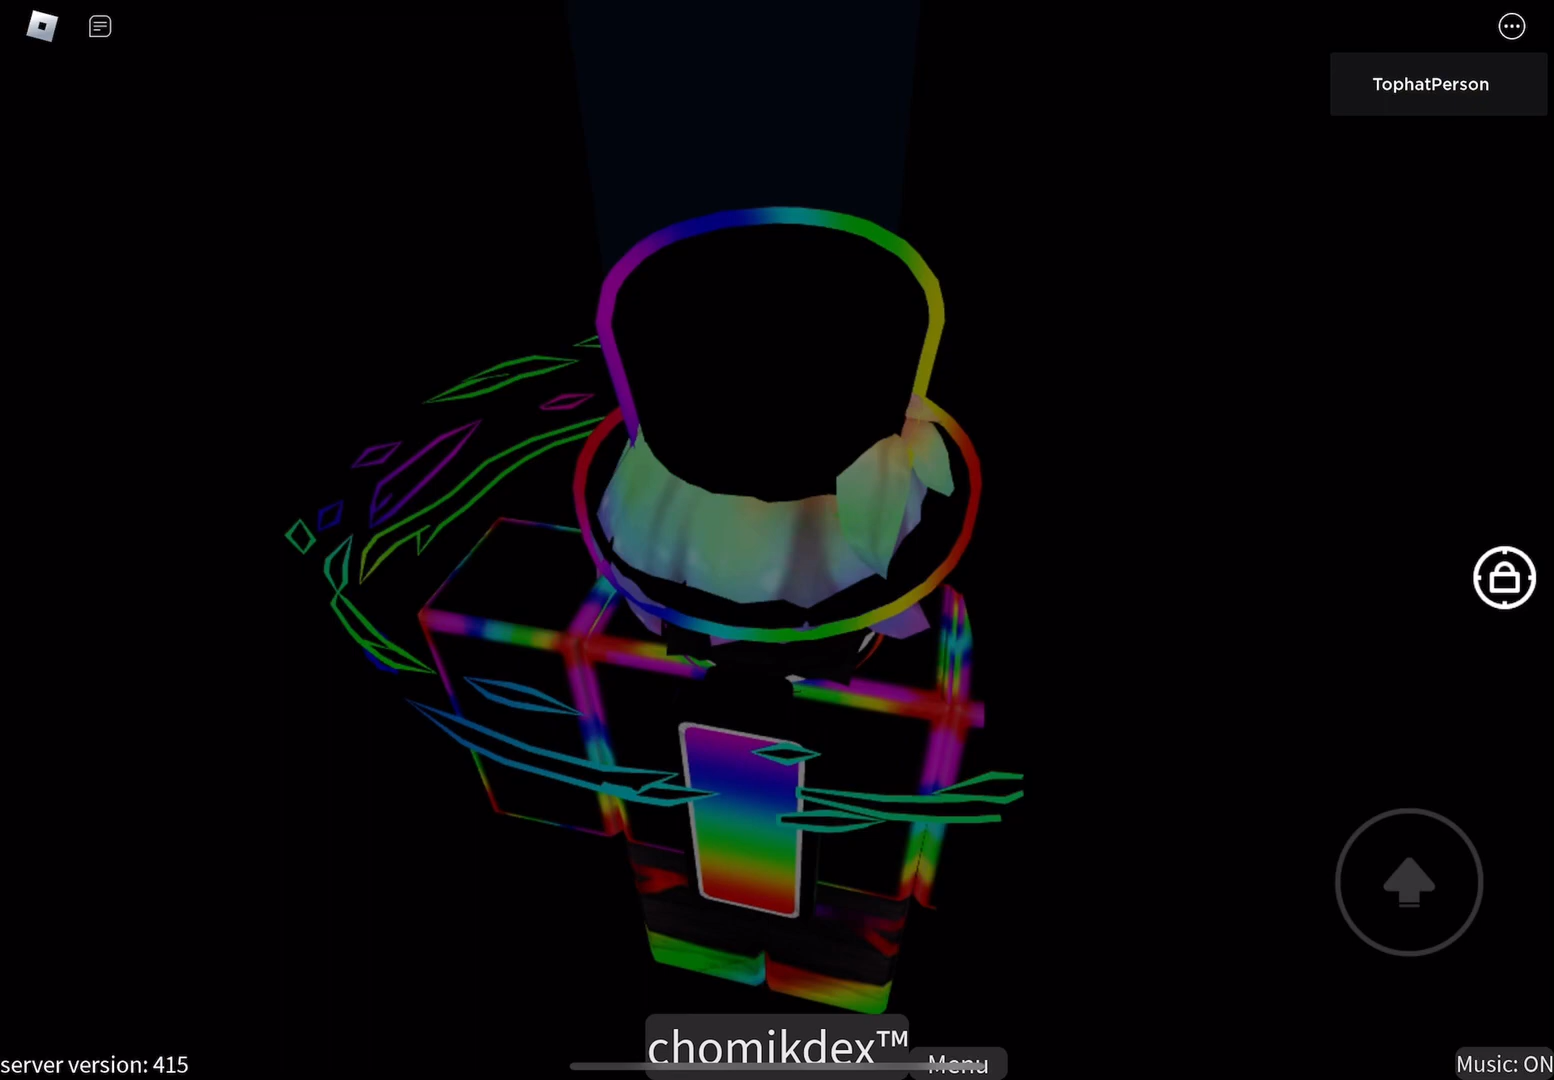 TophatPerson
chomikdex™
Menu
server version: 415
Music: ON